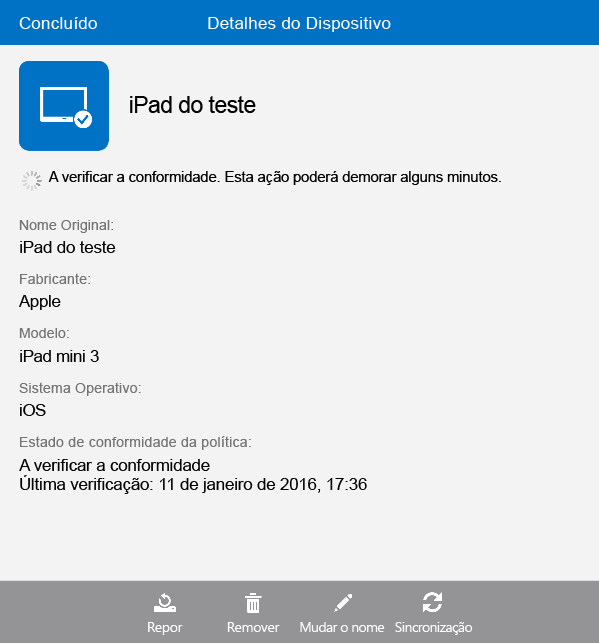 Concluído
Detalhes do Dispositivo
iPad do teste
A verificar a conformidade. Esta ação poderá demorar alguns minutos.
Nome Original:
iPad do teste
Fabricante:
Apple
Modelo:
iPad mini 3
Sistema Operativo:
iOS
Estado de conformidade da política:
A verificar a conformidade
Última verificação: 11 de janeiro de 2016, 17:36
Repor
Remover
Mudar o nome
Sincronização